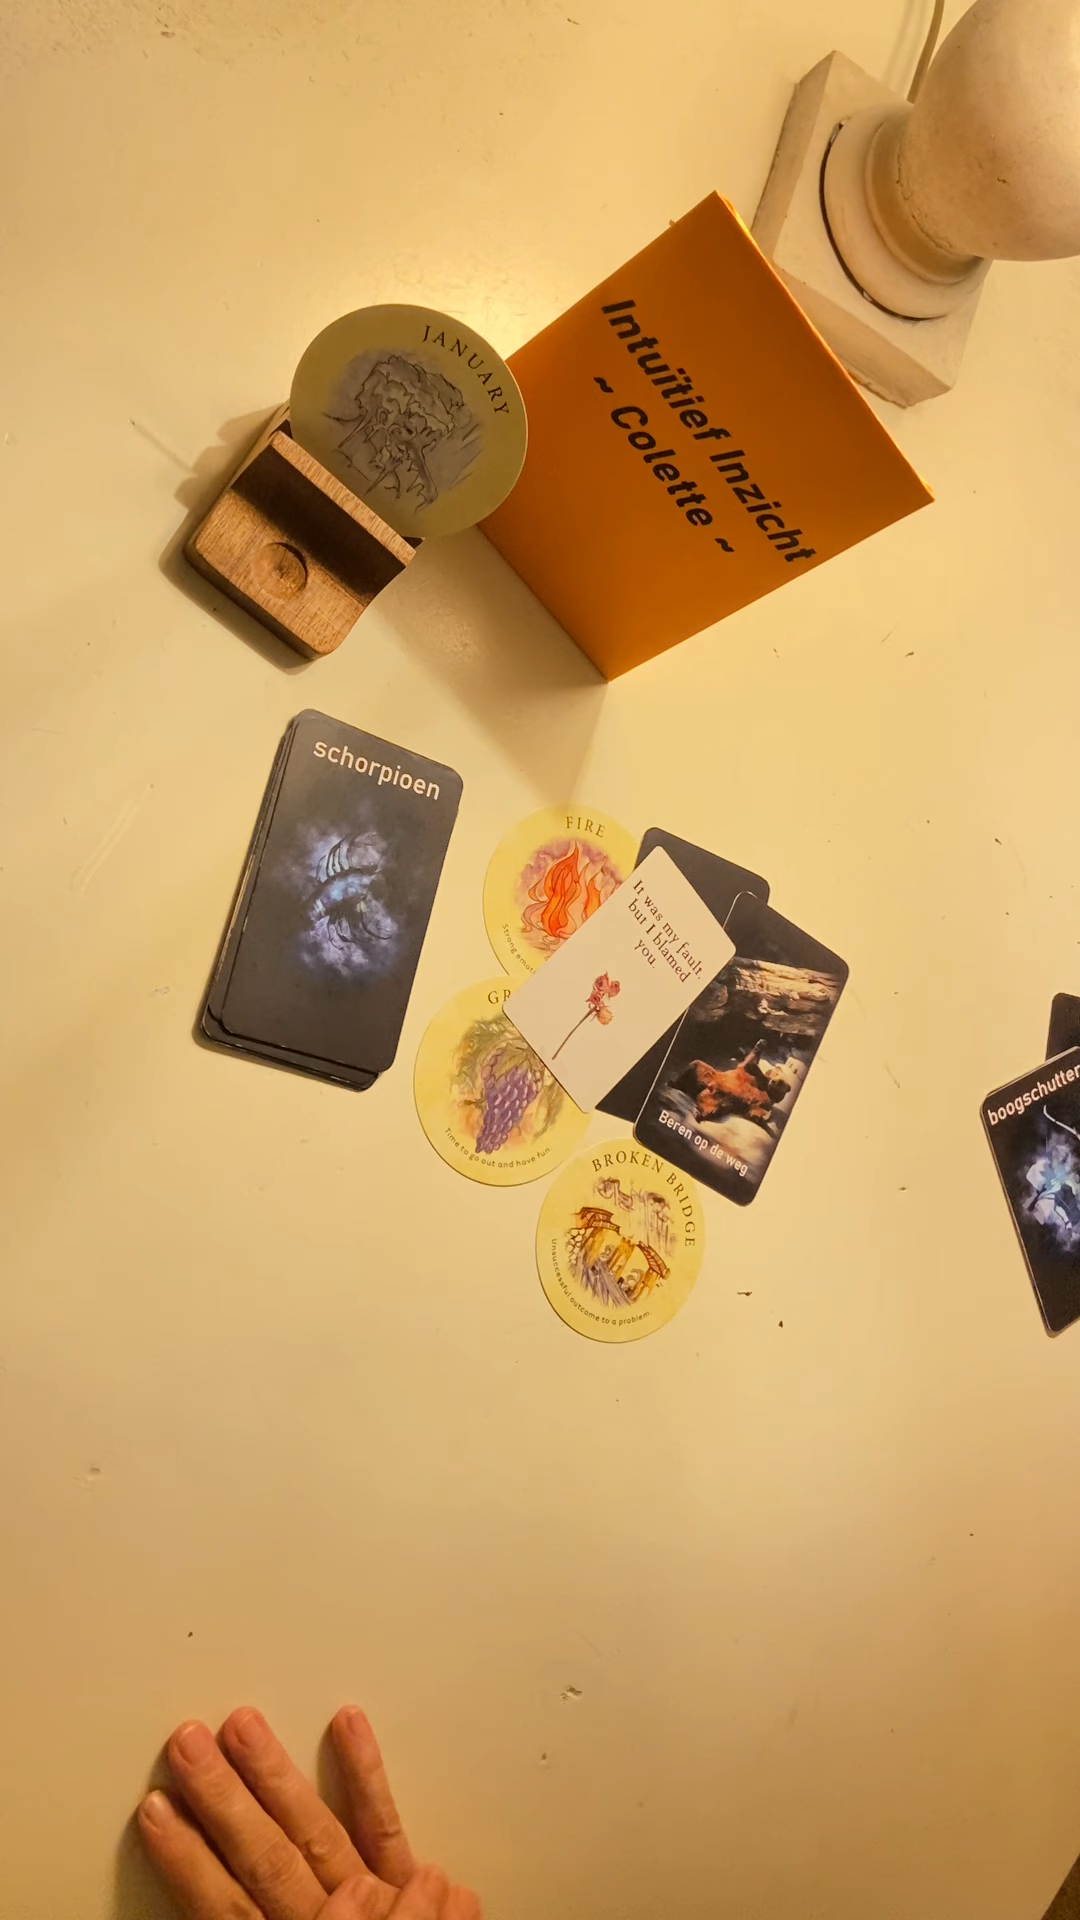 JANUARY
Intuïtief Inzicht
~ Colette ~
schorpioen
FIRE
Strong
It was my fault,
but I blamed
you.
Time to go out and have fun.
Beren op de weg
BROKEN BRIDGE
Unsuccessful outcome to a problem.
boogschutter